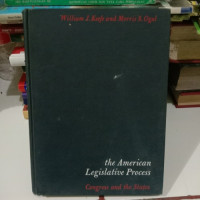 William J. Keefe and Morris S. Ogul
the American
Legislative Process
Congress and the States